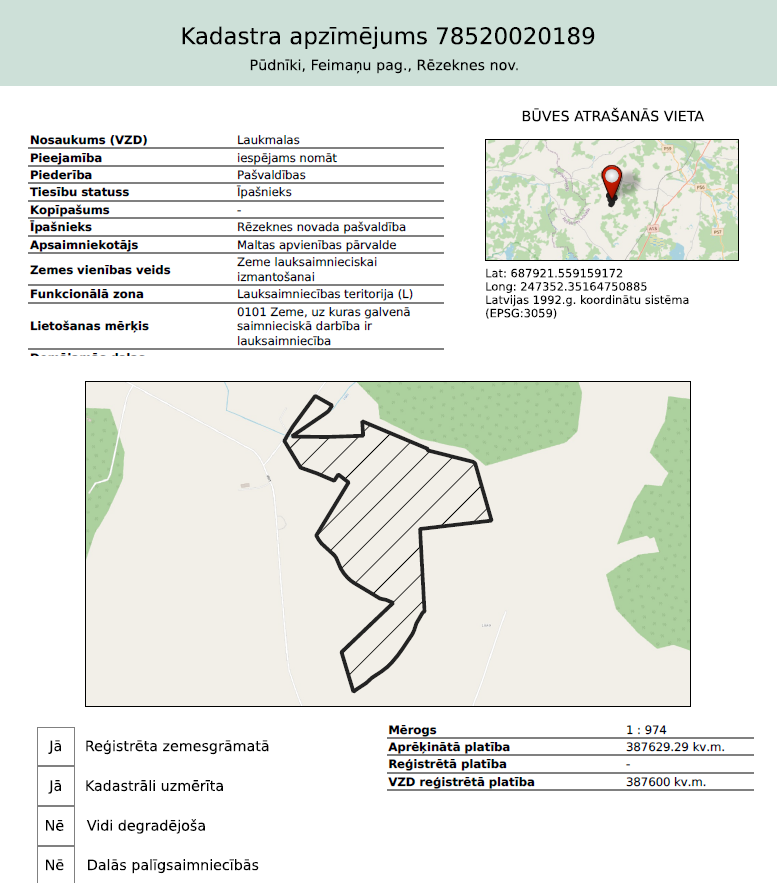 Kadastra apzīmējums 78520020189
Pūdnīki, Feimaņu pag., Rēzeknes nov.
Nosaukums (VZD) Laukmalas
Pieejamība iespējams nomāt
Piederība Pašvaldības
Tiesību statuss Īpašnieks
Kopīpašums -
Īpašnieks Rēzeknes novada pašvaldība
Apsaimniekotājs Maltas apvienības pārvalde
Zemes vienības veids Zeme lauksaimnieciskai
izmantošanai
Funkcionālā zona Lauksaimniecības teritorija (L)
Lietošanas mērķis 0101 Zeme, uz kuras galvenā
saimnieciskā darbība ir
lauksaimniecība
BŪVES ATRAŠANĀS VIETA
Lat: 687921.559159172
Long: 247352.35164750885
Latvijas 1992.g. koordinātu sistēma
(EPSG:3059)
Jā Reģistrēta zemesgrāmatā
Jā Kadastrāli uzmērīta
Nē Vidi degradējoša
Nē Dalās palīgsaimniecībās
Mērogs 1 : 974
Aprēķinātā platība 387629.29 kv.m.
Reģistrētā platība -
VZD reģistrētā platība 387600 kv.m.